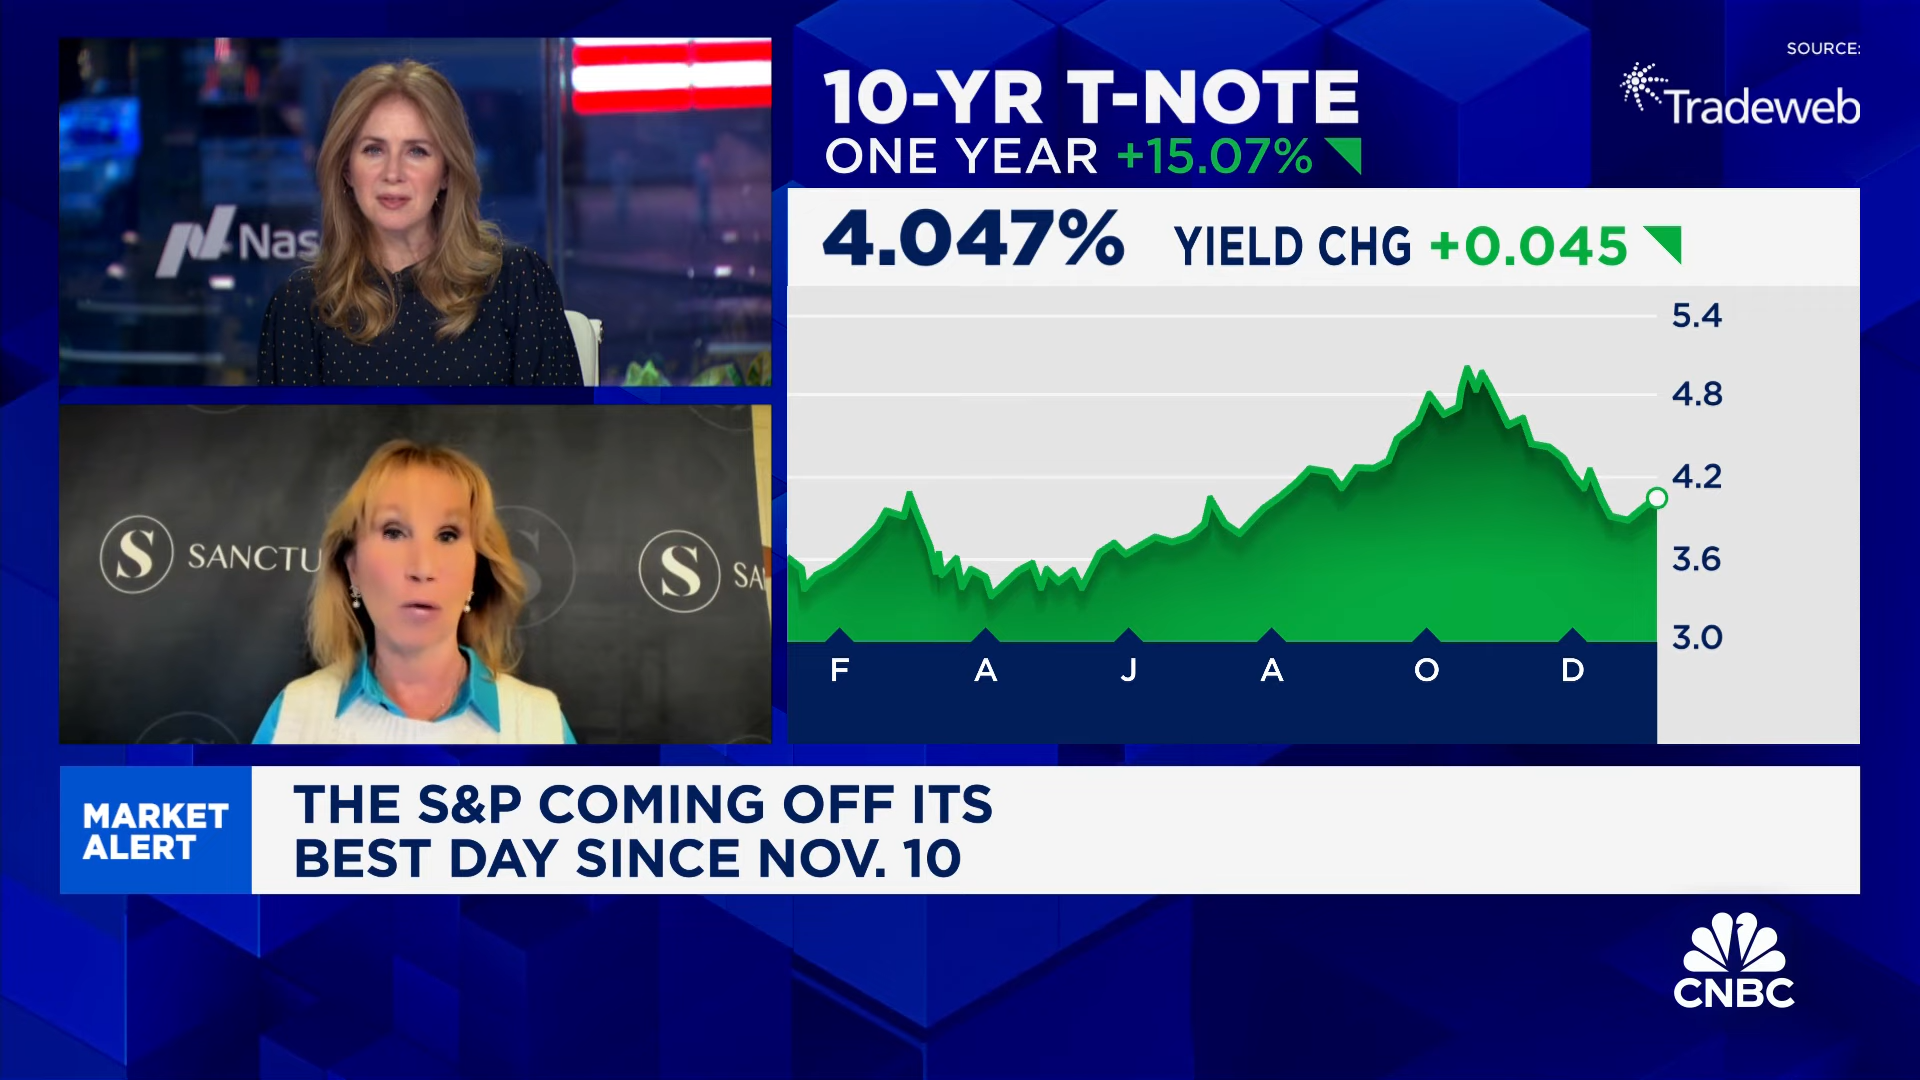 Nas
S SANCTU
S SA
10-YR T-NOTE
ONE YEAR +15.07%
SOURCE:
Tradeweb
4.047% YIELD CHG +0.045
5.4
4.8
4.2
3.6
3.0
F A J A O D
MARKET
ALERT
THE S&P COMING OFF ITS
BEST DAY SINCE NOV. 10
CNBC